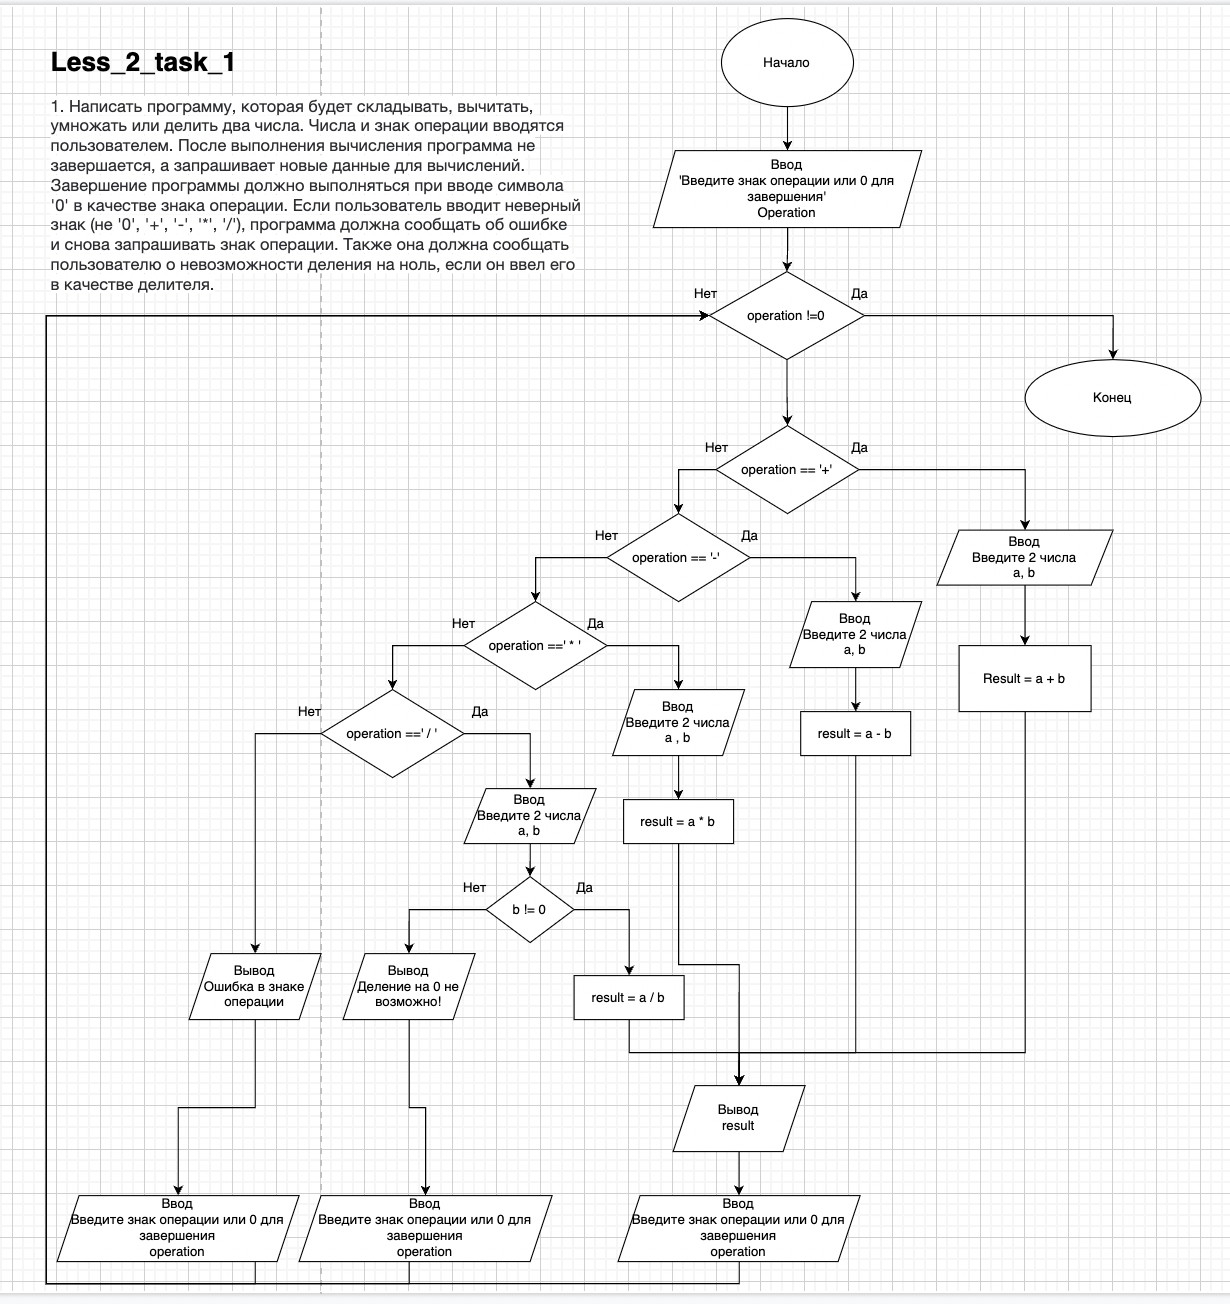 Less_2_task_1
1. Написать программу, которая будет складывать, вычитать,
умножать или делить два числа. Числа и знак операции вводятся
пользователем. После выполнения вычисления программа не
завершается, а запрашивает новые данные для вычислений.
Завершение программы должно выполняться при вводе символа
'0' в качестве знака операции. Если пользователь вводит неверный
знак (не '0', '+', '-', '*', '/'), программа должна сообщать об ошибке
и снова запрашивать знак операции. Также она должна сообщать
пользователю о невозможности деления на ноль, если он ввел его
в качестве делителя.
Начало
Ввод
'Введите знак операции или 0 для
завершения'
Operation
Нет
Да
operation !=0
Конец
Нет
Да
operation == '+'
Нет
Да
operation == '-'
Ввод
Введите 2 числа
a, b
Нет
Да
operation ==' * '
Ввод
Введите 2 числа
a, b
Result = a + b
Нет
Да
operation ==' / '
Ввод
Введите 2 числа
a , b
result = a - b
Ввод
Введите 2 числа
a, b
result = a * b
Нет
Да
b != 0
Вывод
Ошибка в знаке
операции
Вывод
Деление на 0 не
возможно!
result = a / b
Вывод
result
Ввод
Введите знак операции или 0 для
завершения
operation
Ввод
Введите знак операции или 0 для
завершения
operation
Ввод
Введите знак операции или 0 для
завершения
operation